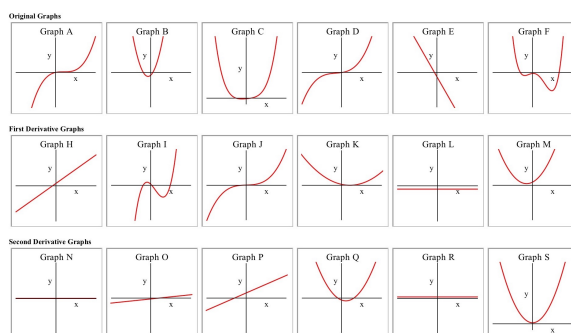 Original Graphs
Graph A Graph B Graph C Graph D Graph E Graph F
y y y y y y
x x x x x x
First Derivative Graphs
Graph H Graph I Graph J Graph K Graph L Graph M
y y y y y y
x x x x x x
Second Derivative Graphs
Graph N Graph O Graph P Graph Q Graph R Graph S
y y y y y y
x x x x x x